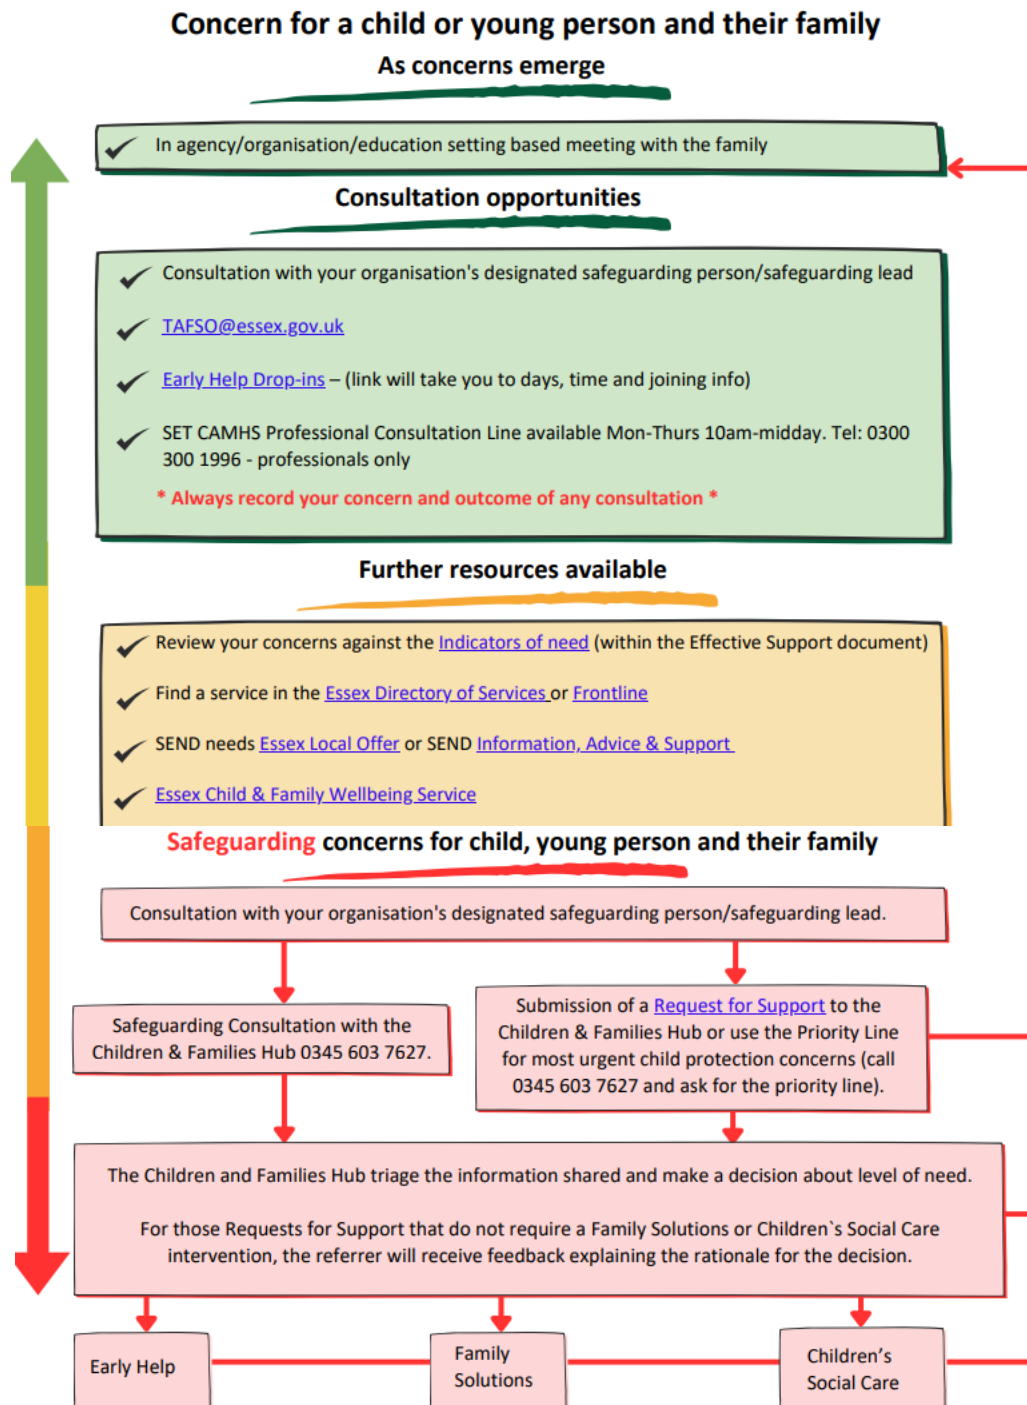 Concern for a child or young person and their family
As concerns emerge
In agency/organisation/education setting based meeting with the family
Consultation opportunities
Consultation with your organisation's designated safeguarding person/safeguarding lead
TAFSO@essex.gov.uk
Early Help Drop-ins – (link will take you to days, time and joining info)
SET CAMHS Professional Consultation Line available Mon-Thurs 10am-midday. Tel: 0300
300 1996 - professionals only
* Always record your concern and outcome of any consultation *
Further resources available
Review your concerns against the Indicators of need (within the Effective Support document)
Find a service in the Essex Directory of Services or Frontline
SEND needs Essex Local Offer or SEND Information, Advice & Support
Essex Child & Family Wellbeing Service
Safeguarding concerns for child, young person and their family
Consultation with your organisation's designated safeguarding person/safeguarding lead.
Safeguarding Consultation with the
Children & Families Hub 0345 603 7627.
Submission of a Request for Support to the
Children & Families Hub or use the Priority Line
for most urgent child protection concerns (call
0345 603 7627 and ask for the priority line).
The Children and Families Hub triage the information shared and make a decision about level of need.
For those Requests for Support that do not require a Family Solutions or Children`s Social Care
intervention, the referrer will receive feedback explaining the rationale for the decision.
Early Help
Family
Solutions
Children’s
Social Care